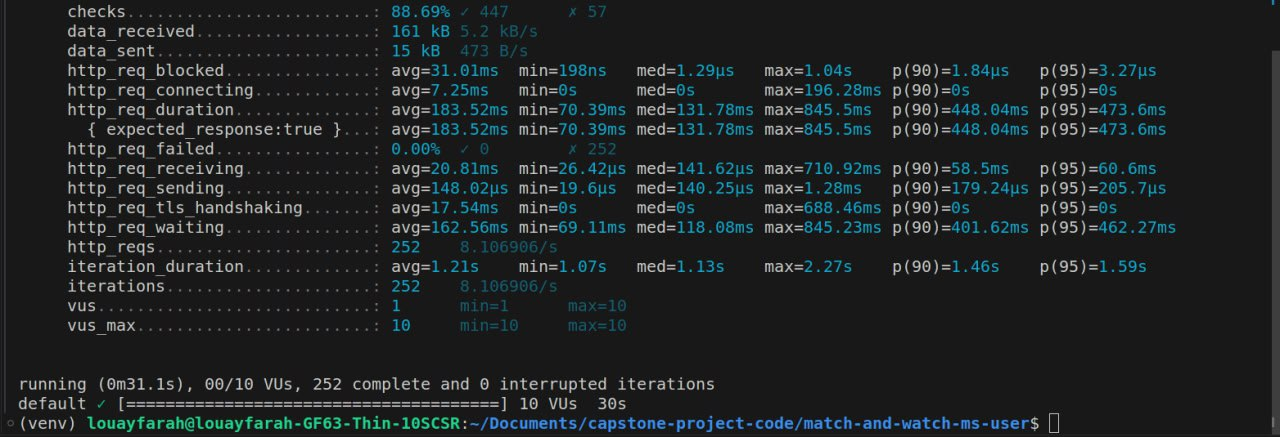 checks.........................: 88.69% ✓ 447      ✗ 57
data_received..................: 161 kB 5.2 kB/s
data_sent......................: 15 kB  473 B/s
http_req_blocked...............: avg=31.01ms  min=198ns   med=1.29µs   max=1.04s    p(90)=1.84µs   p(95)=3.27µs
http_req_connecting............: avg=7.25ms   min=0s      med=0s       max=196.28ms p(90)=0s       p(95)=0s
http_req_duration..............: avg=183.52ms min=70.39ms med=131.78ms max=845.5ms  p(90)=448.04ms p(95)=473.6ms
{ expected_response:true }...: avg=183.52ms min=70.39ms med=131.78ms max=845.5ms  p(90)=448.04ms p(95)=473.6ms
http_req_failed................: 0.00%  ✓ 0        ✗ 252
http_req_receiving.............: avg=20.81ms  min=26.42µs med=141.62µs max=710.92ms p(90)=58.5ms   p(95)=60.6ms
http_req_sending...............: avg=148.02µs min=19.6µs  med=140.25µs max=1.28ms   p(90)=179.24µs p(95)=205.7µs
http_req_tls_handshaking.......: avg=17.54ms  min=0s      med=0s       max=688.46ms p(90)=0s       p(95)=0s
http_req_waiting...............: avg=162.56ms min=69.11ms med=118.08ms max=845.23ms p(90)=401.62ms p(95)=462.27ms
http_reqs......................: 252    8.106906/s
iteration_duration.............: avg=1.21s    min=1.07s   med=1.13s    max=2.27s    p(90)=1.46s    p(95)=1.59s
iterations.....................: 252    8.106906/s
vus............................: 1      min=1      max=10
vus_max........................: 10     min=10     max=10
running (0m31.1s), 00/10 VUs, 252 complete and 0 interrupted iterations
default ✓ [======================================] 10 VUs  30s
(venv) louayfarah@louayfarah-GF63-Thin-10SCSR:~/Documents/capstone-project-code/match-and-watch-ms-user$